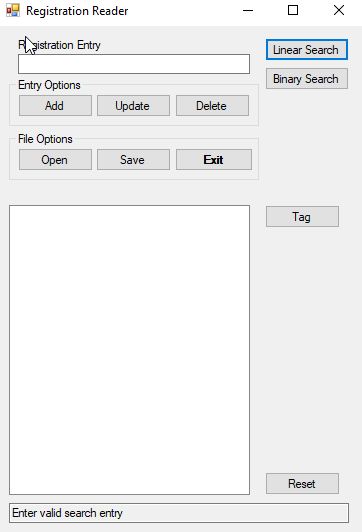 Registration Reader
Registration Entry
Linear Search
Binary Search
Entry Options
Add Update Delete
File Options
Open Save Exit
Tag
Reset
Enter valid search entry